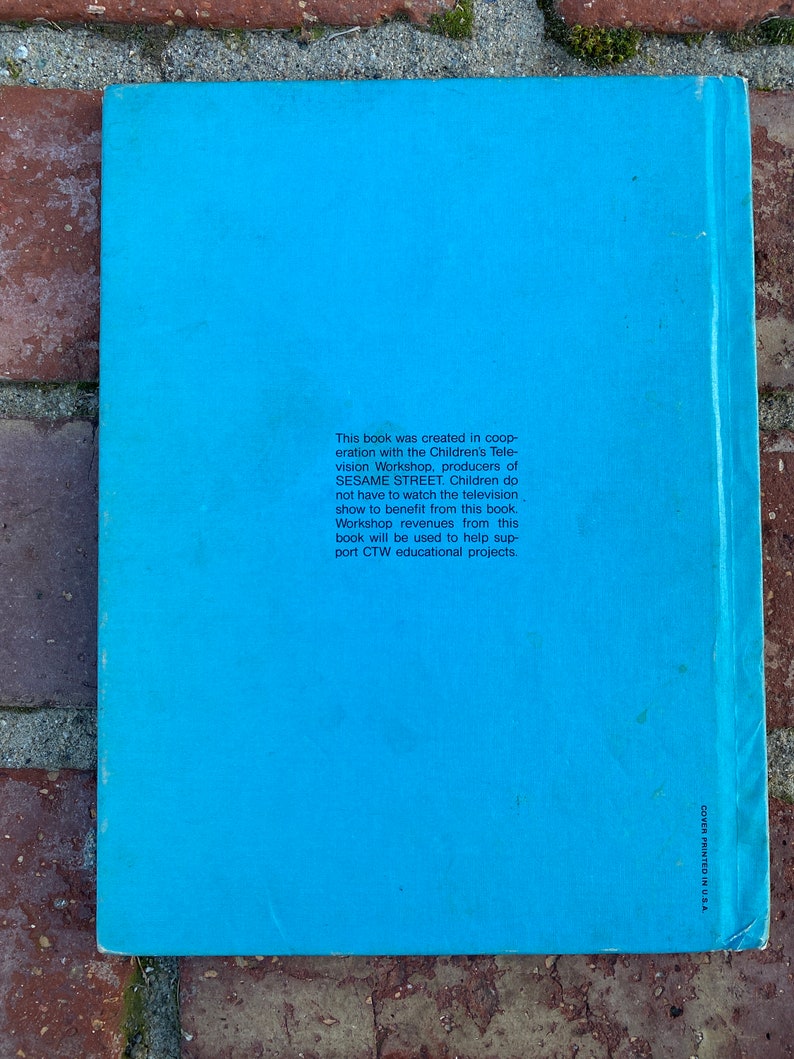 This book was created in coop-
eration with the Children's Tele-
vision Workshop, producers of
SESAME STREET. Children do
not have to watch the television
show to benefit from this book.
Workshop revenues from this
book will be used to help sup-
port CTW educational projects.
COVER PRINTED IN U.S.A.